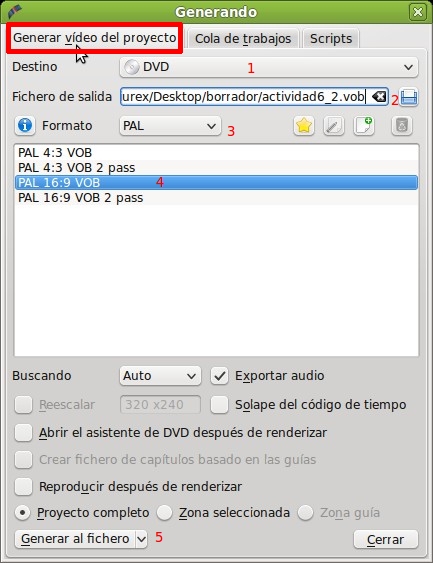 Generando
Generar vídeo del proyecto Cola de trabajos Scripts
Destino DVD 1
Fichero de salida urex/Desktop/borrador/actividad6_2.vob 2
Formato PAL 3
PAL 4:3 VOB
PAL 4:3 VOB 2 pass
PAL 16:9 VOB 4
PAL 16:9 VOB 2 pass
Buscando Auto Exportar audio
Reescalar 320 x240 Solape del código de tiempo
Abrir el asistente de DVD después de renderizar
Crear fichero de capítulos basado en las guías
Reproducir después de renderizar
Proyecto completo Zona seleccionada Zona guía
Generar al fichero 5 Cerrar